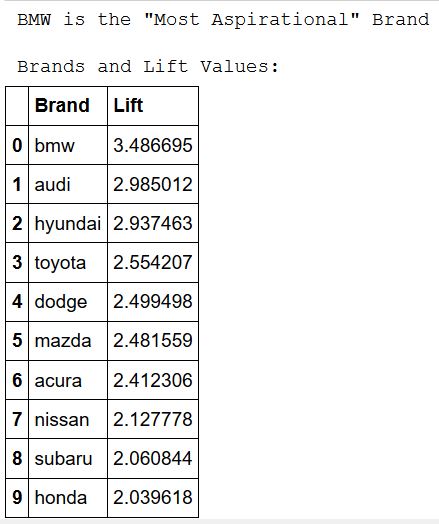 BMW is the "Most Aspirational" Brand
Brands and Lift Values:
Brand Lift
0 bmw 3.486695
1 audi 2.985012
2 hyundai 2.937463
3 toyota 2.554207
4 dodge 2.499498
5 mazda 2.481559
6 acura 2.412306
7 nissan 2.127778
8 subaru 2.060844
9 honda 2.039618